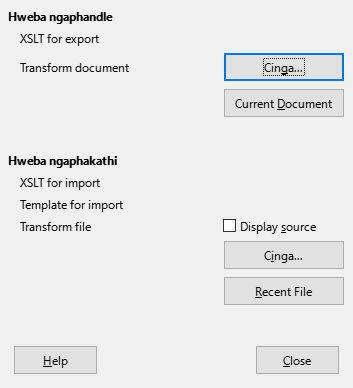 Hweba ngaphandle
XSLT for export
Transform document
Cinga...
Current Document
Hweba ngaphakathi
XSLT for import
Template for import
Transform file
Display source
Cinga...
Recent File
Help
Close